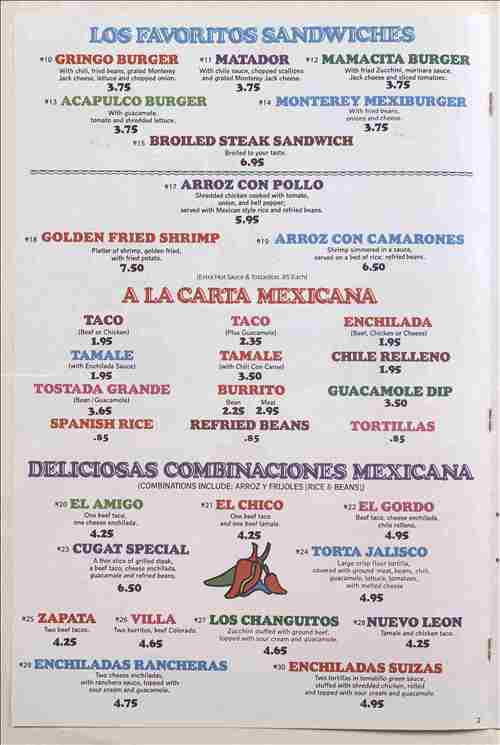 LOS FAVORITOS SANDWICHES
#10 GRINGO BURGER
With chili, fried beans, grated Monterey
Jack cheese, lettuce and chopped onion.
3.75
#11 MATADOR
With chile sauce, chopped scallions
and grated Monterey Jack cheese.
3.75
#12 MAMACITA BURGER
With fried Zucchini, marinara sauce,
Jack cheese and sliced tomatoes.
3.75
#13 ACAPULCO BURGER
With guacamole,
tomato and shredded lettuce.
3.75
#14 MONTEREY MEXIBURGER
With fried beans,
onions and cheese.
3.75
#15 BROILED STEAK SANDWICH
Broiled to your taste.
6.95
#17 ARROZ CON POLLO
Shredded chicken cooked with tomato,
onion, and bell pepper;
served with Mexican style rice and refried beans.
5.95
#18 GOLDEN FRIED SHRIMP
Platter of shrimp, golden fried,
with fried potato.
7.50
#19 ARROZ CON CAMARONES
Shrimp simmered in a sauce,
served on a bed of rice, refried beans.
6.50
(Extra Hot Sauce & Tostaditas .85 Each)
A LA CARTA MEXICANA
TACO
(Beef or Chicken)
1.95
TACO
(Plus Guacamole)
2.35
ENCHILADA
(Beef, Chicken or Cheese)
1.95
TAMALE
(with Enchilada Sauce)
1.95
TAMALE
(with Chili Con Carne)
3.50
CHILE RELLENO
1.95
TOSTADA GRANDE
(Bean/Guacamole)
3.65
BURRITO
Bean Meat
2.25 2.95
GUACAMOLE DIP
3.50
SPANISH RICE
.85
REFRIED BEANS
.85
TORTILLAS
.85
DELICIOSAS COMBINACIONES MEXICANA
(COMBINATIONS INCLUDE: ARROZ Y FRIJOLES [RICE & BEANS])
#20 EL AMIGO
One beef taco,
one cheese enchilada.
4.25
#21 EL CHICO
One beef taco
and one beef tamale.
4.25
#22 EL GORDO
Beef taco, cheese enchilada,
chile relleno.
4.95
#23 CUGAT SPECIAL
A thin slice of grilled steak,
a beef taco, cheese enchilada,
guacamole and refried beans.
6.50
#24 TORTA JALISCO
Large crisp flour tortilla,
covered with ground meat, beans, chili,
guacamole, lettuce, tomatoes,
with melted cheese
4.95
#25 ZAPATA
Two beef tacos.
4.25
#26 VILLA
Two burritos, beef Colorado.
4.65
#27 LOS CHANGUITOS
Zucchini stuffed with ground beef,
topped with sour cream and guacamole.
4.65
#28 NUEVO LEON
Tamale and chicken taco.
4.25
#29 ENCHILADAS RANCHERAS
Two cheese enchiladas,
with ranchera sauce, topped with
sour cream and guacamole.
4.75
#30 ENCHILADAS SUIZAS
Two tortillas in tomatillo green sauce,
stuffed with shredded chicken, rolled
and topped with sour cream and guacamole.
4.95
2